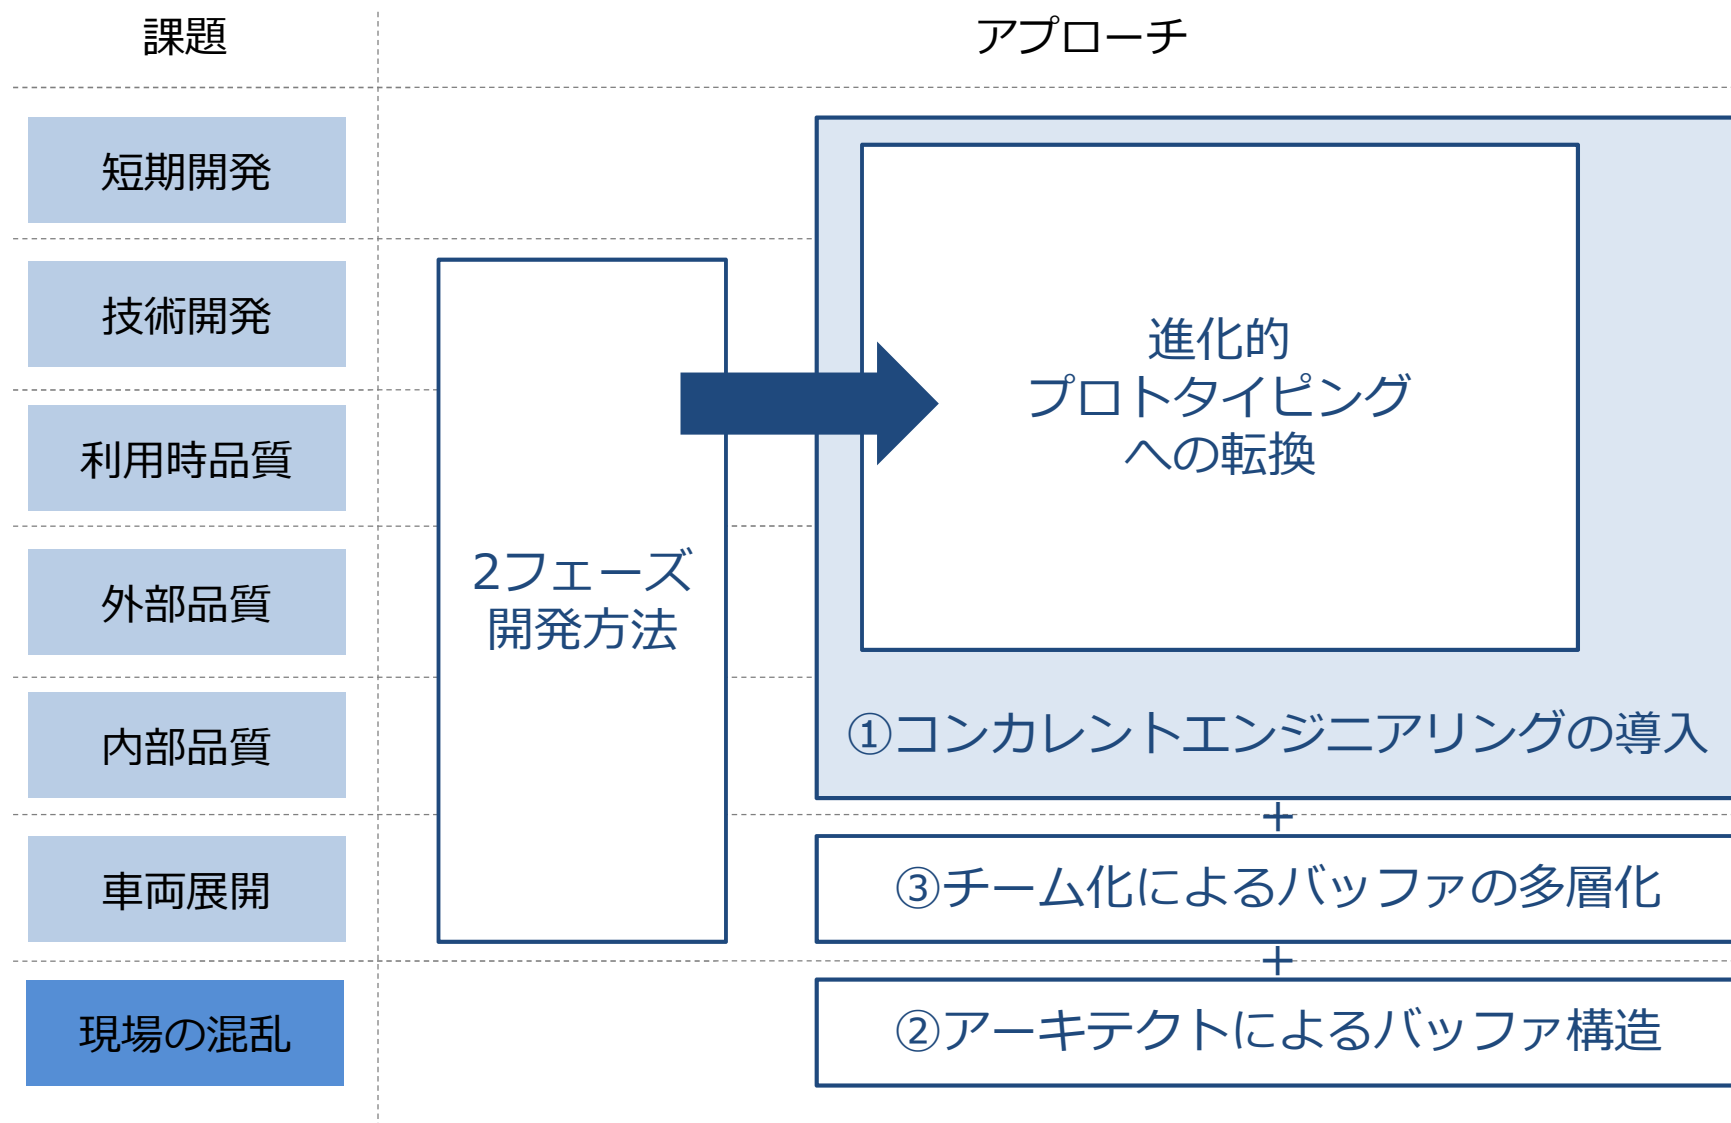 課題
アプローチ
短期開発
技術開発
利用時品質
外部品質
内部品質
車両展開
現場の混乱
2フェーズ
開発方法
進化的
プロトタイピング
への転換
①コンカレントエンジニアリングの導入
+
③チーム化によるバッファの多層化
+
②アーキテクトによるバッファ構造